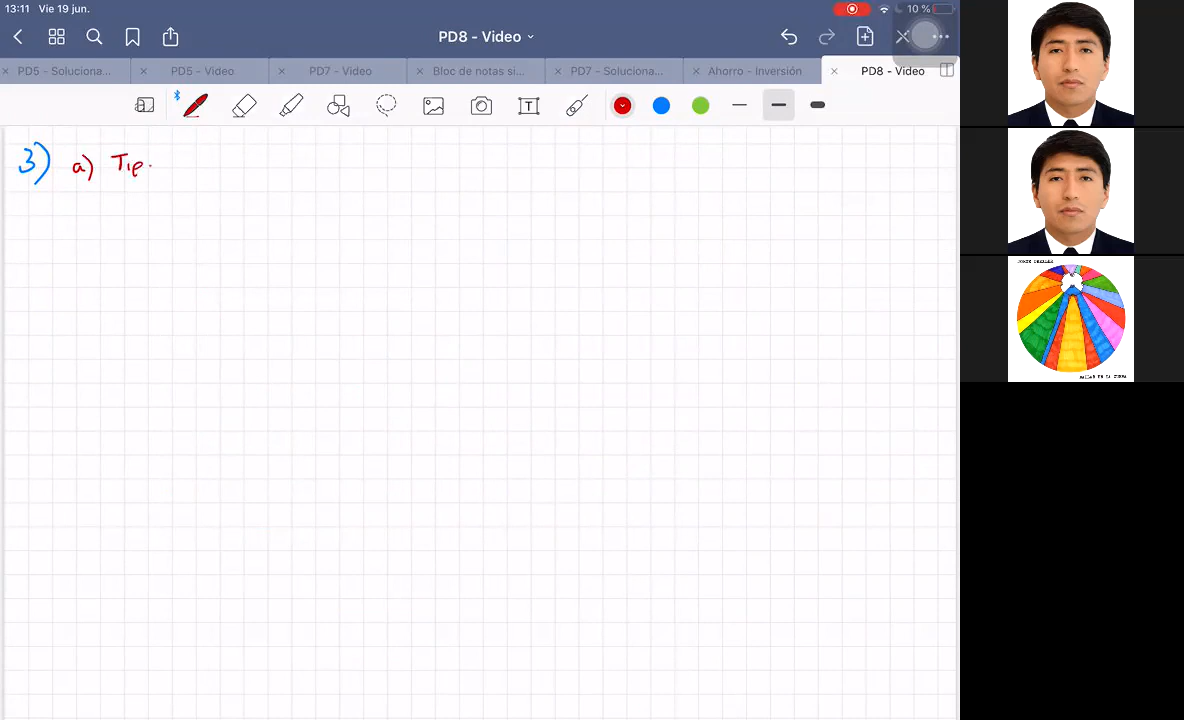 13:11 Vie 19 jun. 10 %
PD8 - Video
PD5 - Soluciona... PD5 - Video PD7 - Video Bloc de notas si... PD7 - Soluciona... Ahorro - Inversión PD8 - Video
T
3) a) Tip.